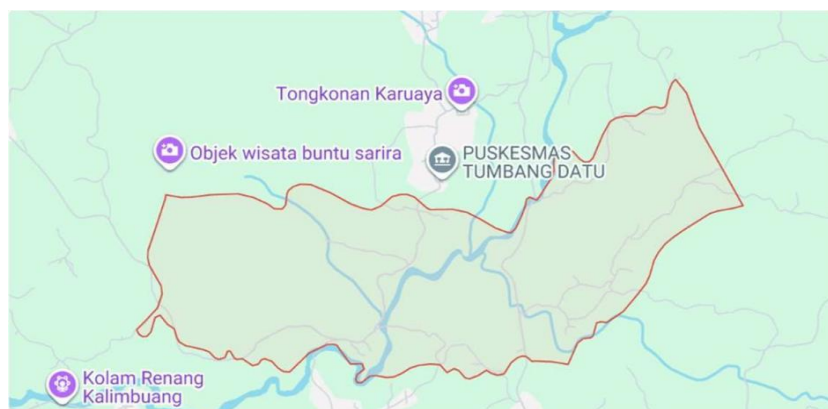 Tongkonan Karuaya
Objek wisata buntu sarira
PUSKESMAS
TUMBANG DATU
Kolam Renang
Kalimbuang